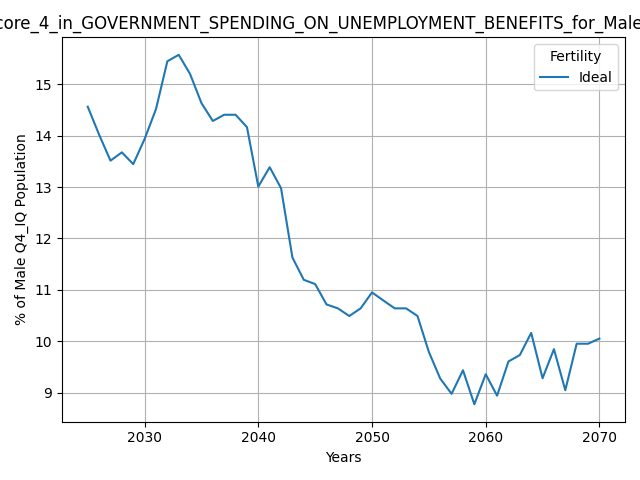 core_4_in_GOVERNMENT_SPENDING_ON_UNEMPLOYMENT_BENEFITS_for_Male
Fertility
Ideal
% of Male Q4_IQ Population
15
14
13
12
11
10
9
2030 2040 2050 2060 2070
Years